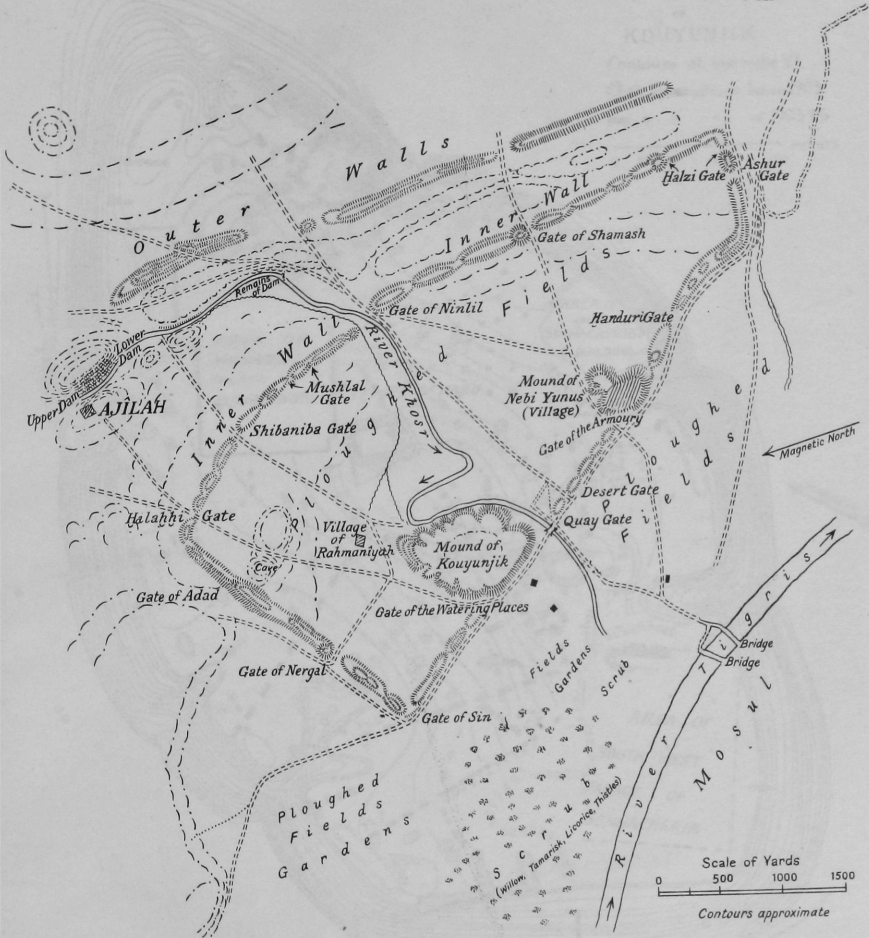 Walls
Outer
Halzi Gate
Ashur
Gate
Inner Wall
Gate of Shamash
Remains
of Dam
Gate of Ninlil
Fields
Handuri Gate
Lower
Dam
Upper Dam
AJILAH
Inner Wall
River Khosr
Mushlal
Gate
Shibaniba Gate
Ploughed
Mound of
Nebi Yunus
(Village)
Gate of the Armoury
Magnetic North
Ploughed
Fields
Desert Gate
Quay Gate
Halahhi Gate
Village
of
Rahmaniyah
Mound of
Kouyunjik
Cave
Gate of Adad
Gate of the Watering Places
Gate of Nergal
Gate of Sin
Fields
Gardens
Scrub
Bridge
Bridge
River Tigris
Mosul
Ploughed
Fields
Gardens
Scrub
(Willow, Tamarisk, Licorice, Thistles)
Scale of Yards
0 500 1000 1500
Contours approximate